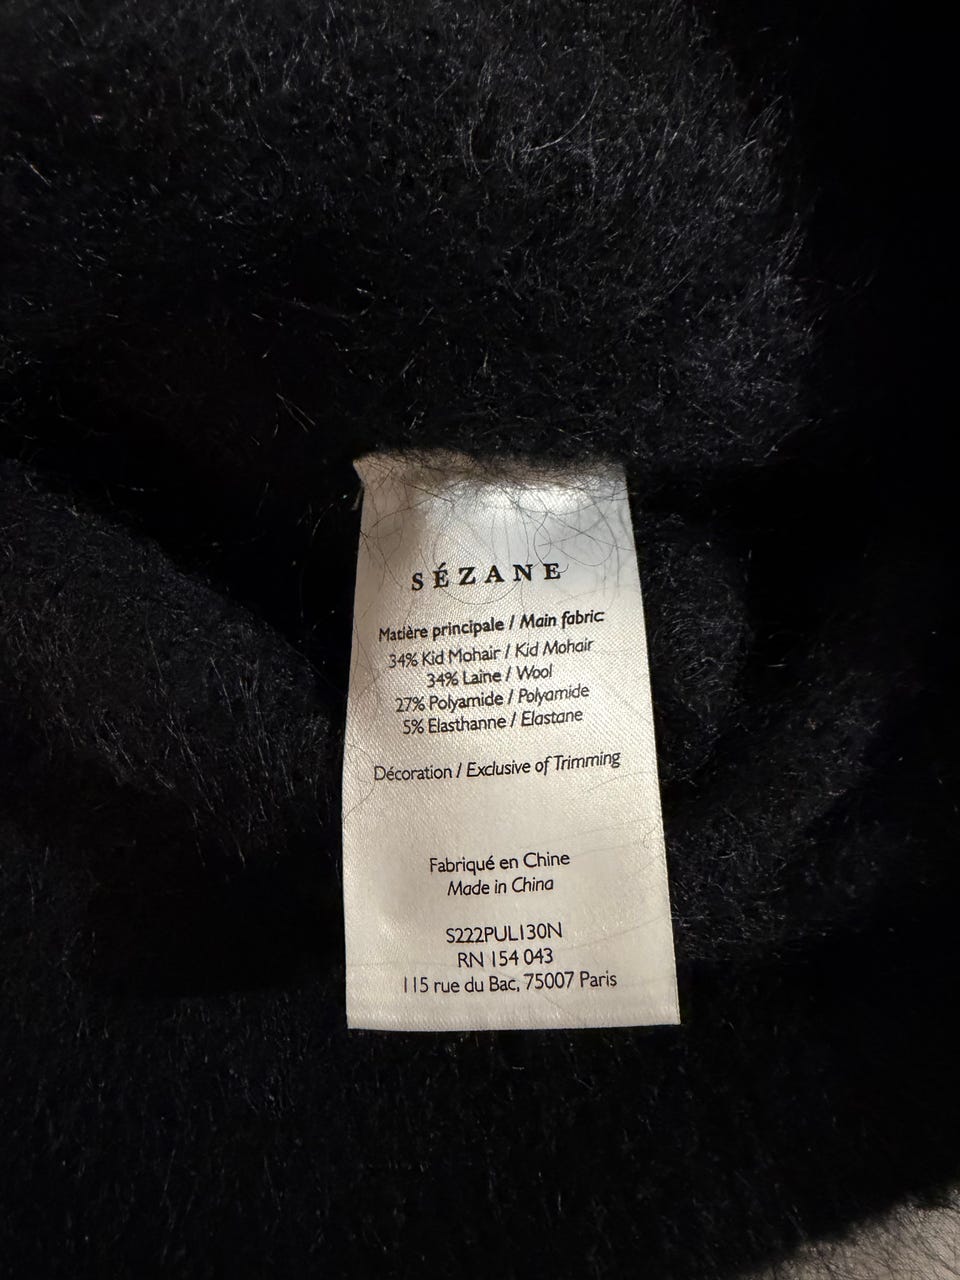 SÉZANE
Matière principale / Main fabric
34% Kid Mohair / Kid Mohair
34% Laine / Wool
27% Polyamide / Polyamide
5% Elasthanne / Elastane
Décoration / Exclusive of Trimming
Fabriqué en Chine
Made in China
S222PUL130N
RN 154 043
115 rue du Bac, 75007 Paris